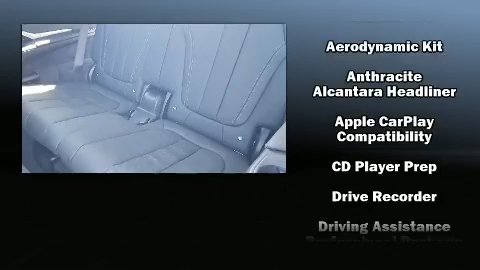 Aerodynamic Kit
Anthracite
Alcantara Headliner
Apple CarPlay
Compatibility
CD Player Prep
Drive Recorder
Driving Assistance